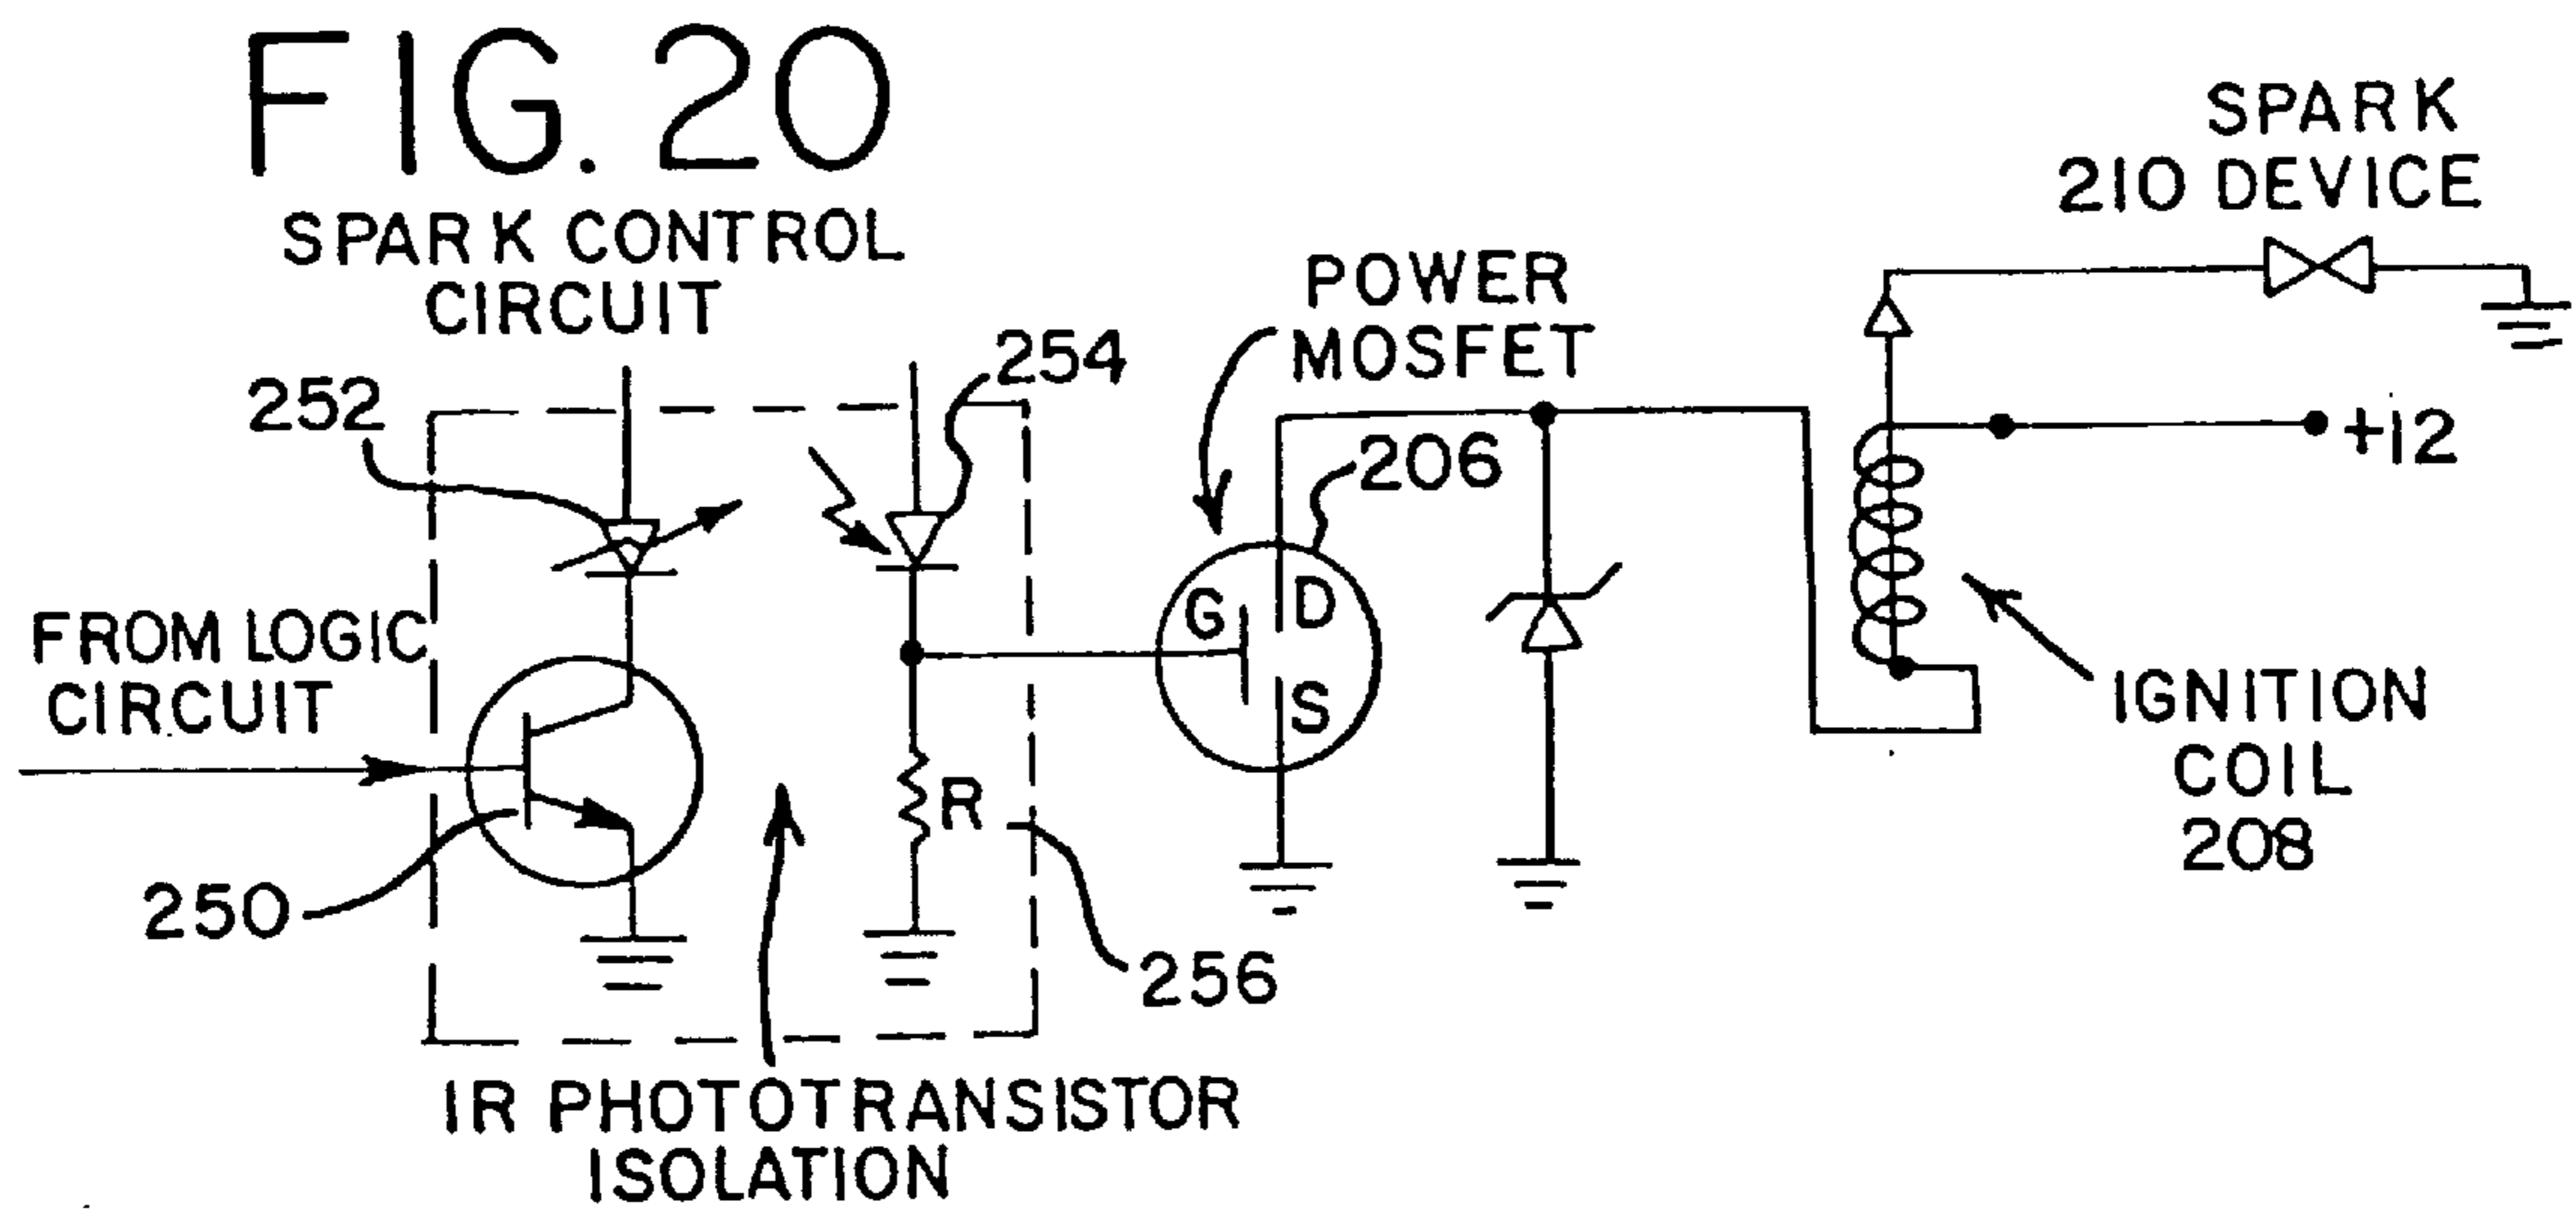 FIG. 20
SPARK CONTROL
CIRCUIT
SPARK
210 DEVICE
POWER
MOSFET
252
254
206
+12
G
D
S
FROM LOGIC
CIRCUIT
R
250
256
IGNITION
COIL
208
IR PHOTOTRANSISTOR
ISOLATION